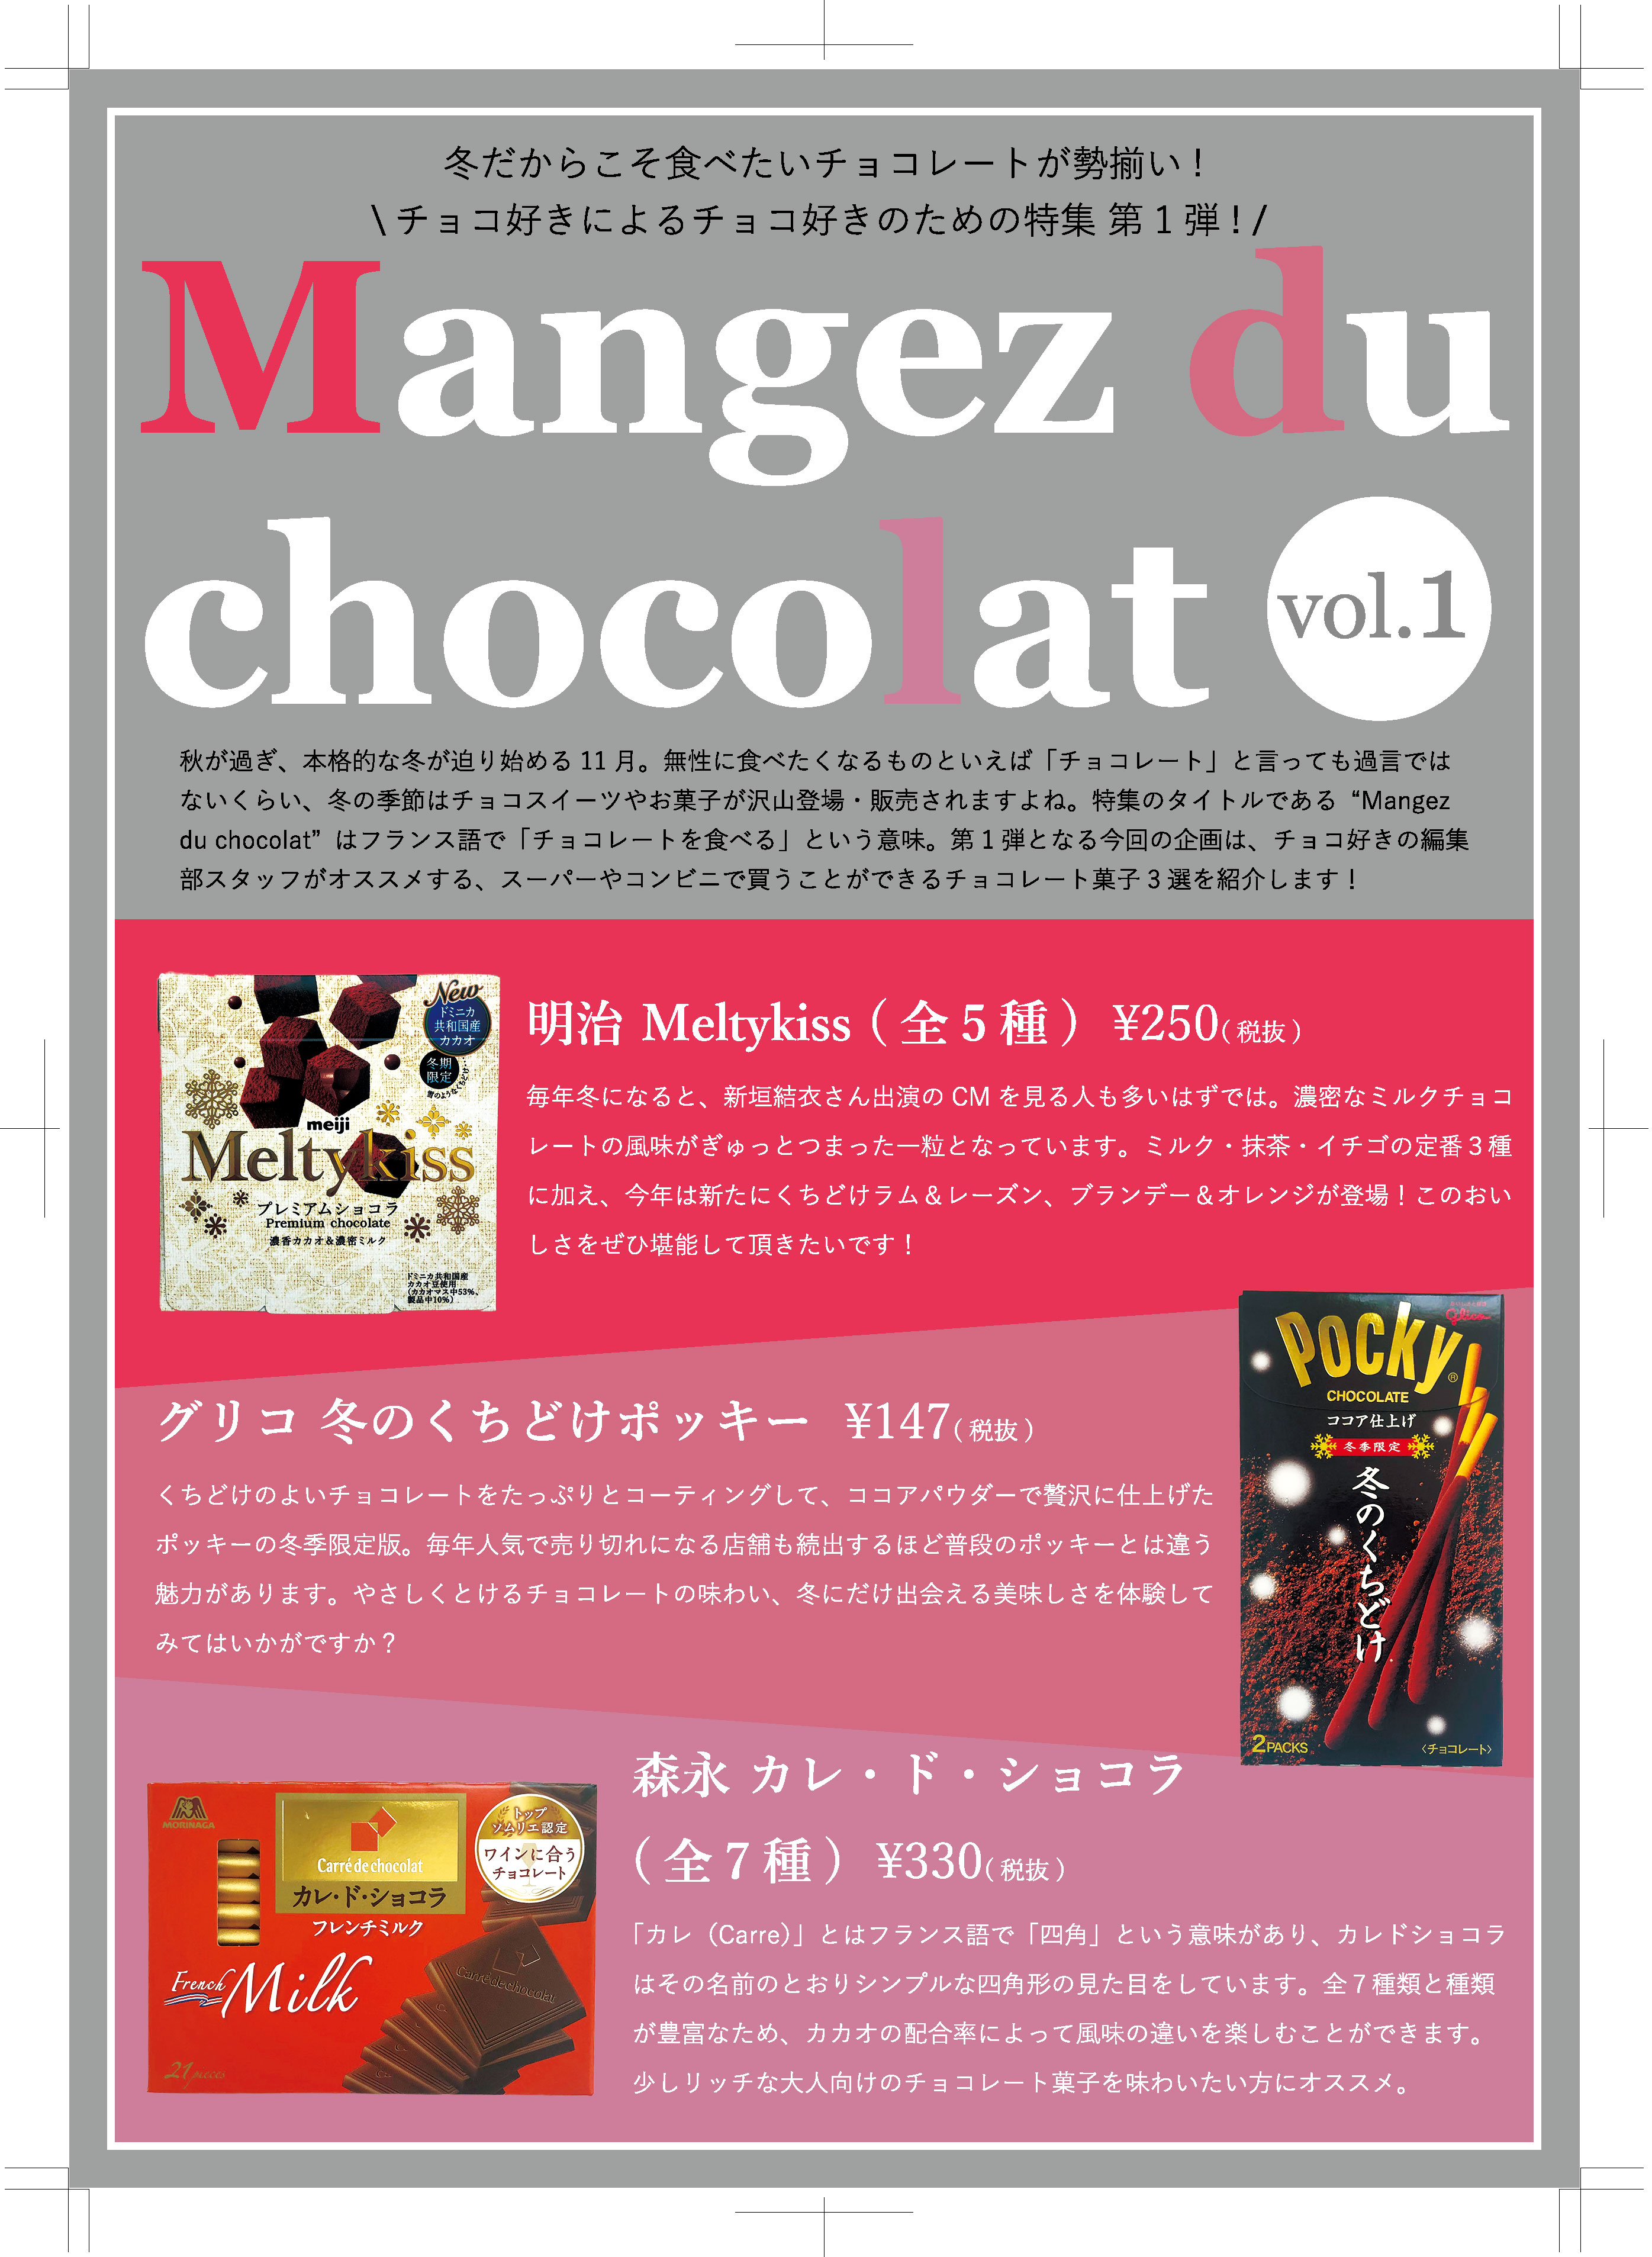 冬だからこそ食べたいチョコレートが勢揃い！
\ チョコ好きによるチョコ好きのための特集 第 1 弾！/
Mangez du
chocolat vol.1
秋が過ぎ、本格的な冬が迫り始める 11 月。無性に食べたくなるものといえば「チョコレート」と言っても過言では
ないくらい、冬の季節はチョコスイーツやお菓子が沢山登場・販売されますよね。特集のタイトルである “Mangez
du chocolat” はフランス語で「チョコレートを食べる」という意味。第 1 弾となる今回の企画は、チョコ好きの編集
部スタッフがオススメする、スーパーやコンビニで買うことができるチョコレート菓子 3 選を紹介します！
New
ドミニカ
共和国産
カカオ
冬期
限定
雪のようなくちどけ…
meiji
Meltykiss
プレミアムショコラ
Premium chocolate
濃香カカオ＆濃密ミルク
ドミニカ共和国産
カカオ豆使用
（カカオマス中53%、
製品中10%）
明治 Meltykiss（全 5 種） ¥250（税抜）
毎年冬になると、新垣結衣さん出演の CM を見る人も多いはずでは。濃密なミルクチョコ
レートの風味がぎゅっとつまった一粒となっています。ミルク・抹茶・イチゴの定番３種
に加え、今年は新たにくちどけラム＆レーズン、ブランデー＆オレンジが登場！このおい
しさをぜひ堪能して頂きたいです！
グリコ 冬のくちどけポッキー ¥147（税抜）
くちどけのよいチョコレートをたっぷりとコーティングして、ココアパウダーで贅沢に仕上げた
ポッキーの冬季限定版。毎年人気で売り切れになる店舗も続出するほど普段のポッキーとは違う
魅力があります。やさしくとけるチョコレートの味わい、冬にだけ出会える美味しさを体験して
みてはいかがですか？
Glico
POCKY®
CHOCOLATE
ココア仕上げ
冬季限定
冬のくちどけ
2PACKS
〈チョコレート〉
MORINAGA
Carré de chocolat
カレ・ド・ショコラ
フレンチミルク
French Milk
21 pieces
トップ
ソムリエ認定
ワインに合う
チョコレート
Carré de chocolat
森永 カレ・ド・ショコラ
（全 7 種） ¥330（税抜）
「カレ（Carre）」とはフランス語で「四角」という意味があり、カレドショコラ
はその名前のとおりシンプルな四角形の見た目をしています。全７種類と種類
が豊富なため、カカオの配合率によって風味の違いを楽しむことができます。
少しリッチな大人向けのチョコレート菓子を味わいたい方にオススメ。